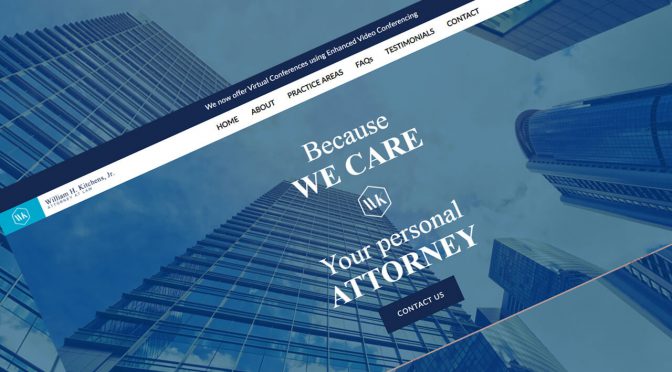 We now offer Virtual Conferences using Enhanced Video Conferencing
HOME ABOUT PRACTICE AREAS FAQs TESTIMONIALS CONTACT
WK
William H. Kitchens, Jr.
ATTORNEY AT LAW
Because
WE CARE
WK
Your personal
ATTORNEY
CONTACT US